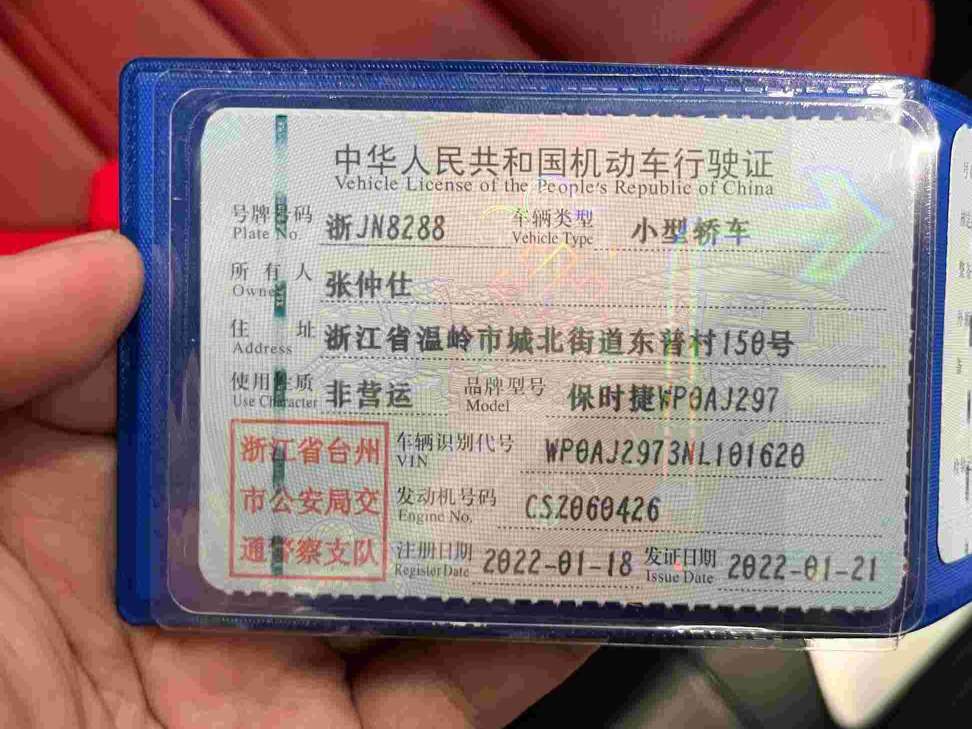 中华人民共和国机动车行驶证
Vehicle License of the People's Republic of China
号牌号码 浙JN8288 车辆类型 小型轿车
Plate No. Vehicle Type
所有人 张仲仕
Owner
住址 浙江省温岭市城北街道东普村150号
Address
使用性质 非营运 品牌型号 保时捷WP0AJ297
Use Character Model
浙江省台州 车辆识别代号 WP0AJ2973NL101620
VIN
市公安局交 发动机号码 CSZ060426
Engine No.
通警察支队 注册日期 2022-01-18 发证日期 2022-01-21
Register Date Issue Date